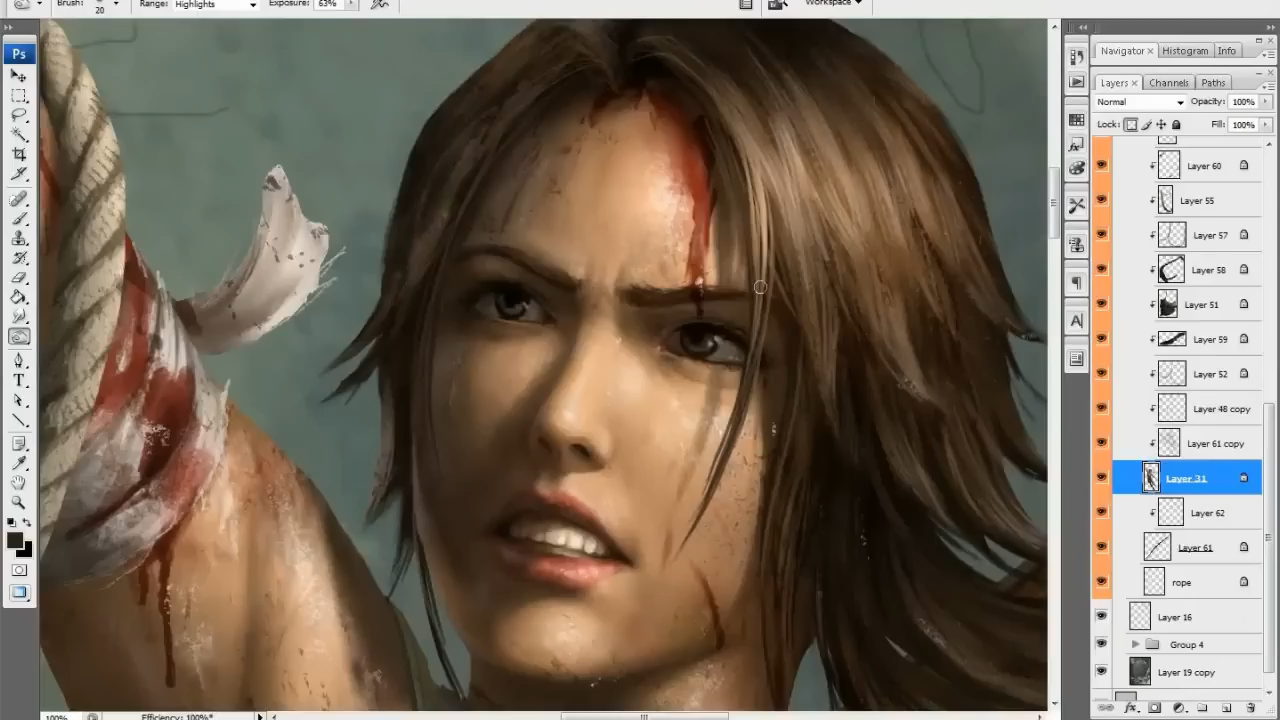 Brush: 20 Range: Highlights Exposure: 63% Workspace
Ps
Navigator × Histogram Info
Layers × Channels Paths
Normal Opacity: 100%
Lock: Fill: 100%
Layer 60
Layer 55
Layer 57
Layer 58
Layer 51
Layer 59
Layer 52
Layer 48 copy
Layer 61 copy
Layer 31
Layer 62
Layer 61
rope
Layer 16
Group 4
Layer 19 copy
100% Efficiency: 100%*